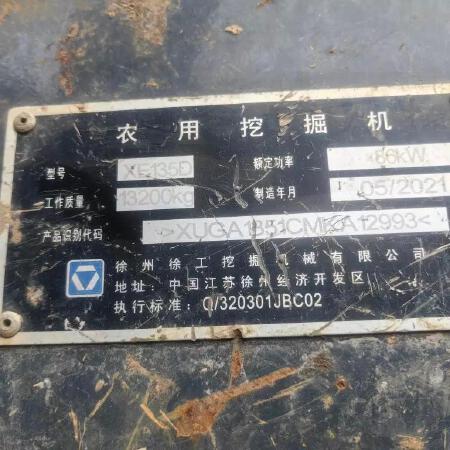 农用挖掘机
型号 XE135D 额定功率 86kW
工作质量 13200kg 制造年月 05/2021
产品识别代码
徐州徐工挖掘机械有限公司
地址: 中国江苏徐州经济开发区
执行标准: Q/320301JBC02